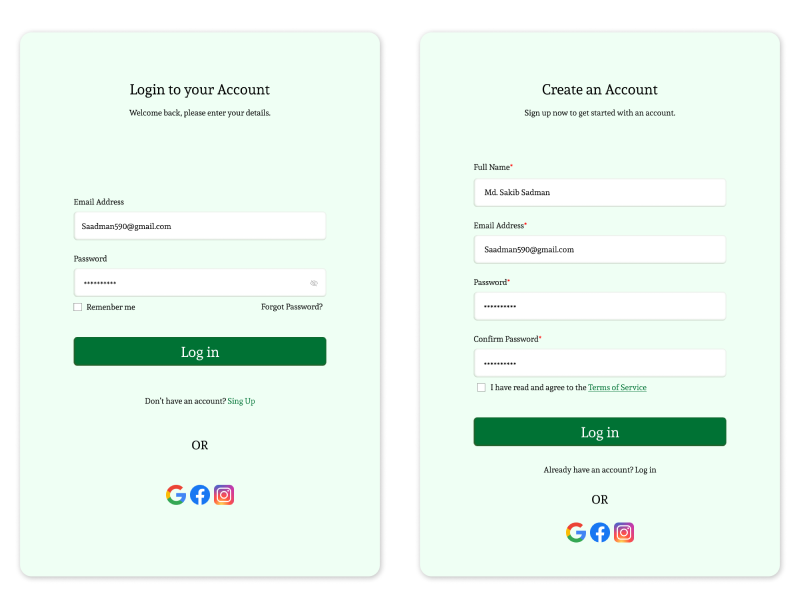 Login to your Account
Welcome back, please enter your details.
Email Address
Saadman590@gmail.com
Password
**********
Remenber me
Forgot Password?
Log in
Don't have an account? Sing Up
OR
Create an Account
Sign up now to get started with an account.
Full Name*
Md. Sakib Sadman
Email Address*
Saadman590@gmail.com
Password*
**********
Confirm Password*
**********
I have read and agree to the Terms of Service
Log in
Already have an account? Log in
OR